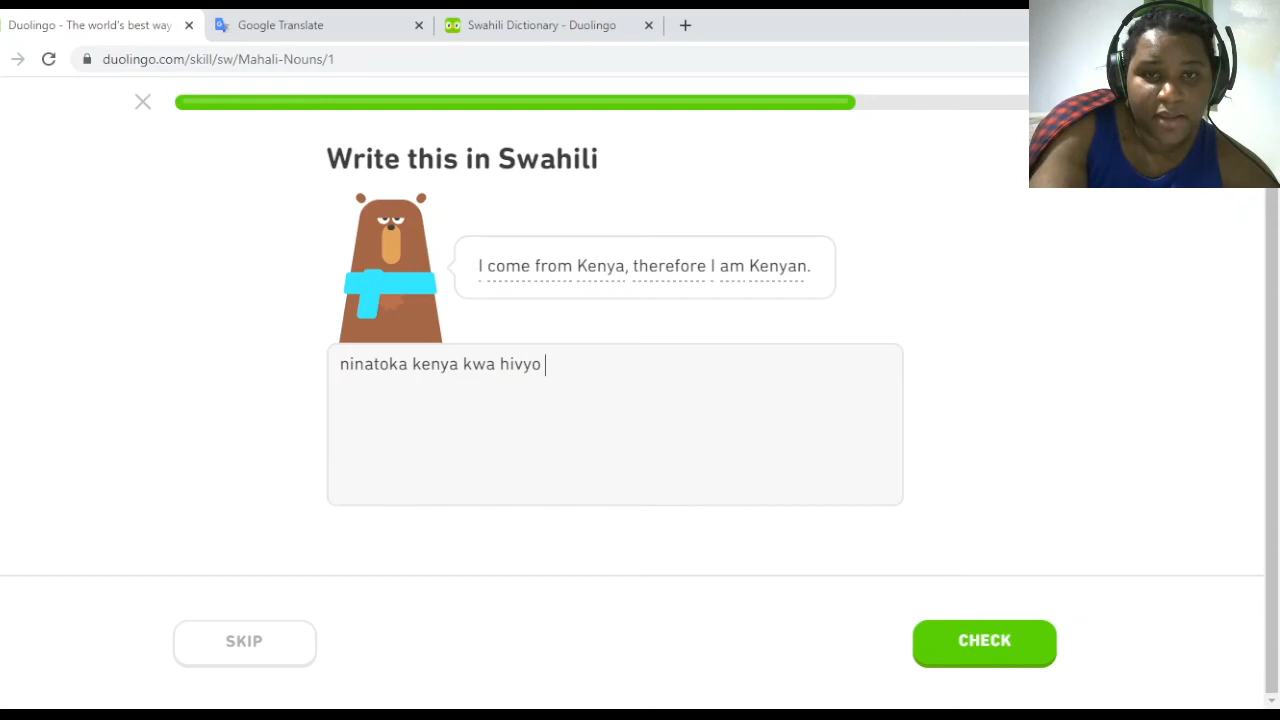 Duolingo - The world's best way
Google Translate
Swahili Dictionary - Duolingo
duolingo.com/skill/sw/Mahali-Nouns/1
Write this in Swahili
I come from Kenya, therefore I am Kenyan.
ninatoka kenya kwa hivyo
SKIP
CHECK